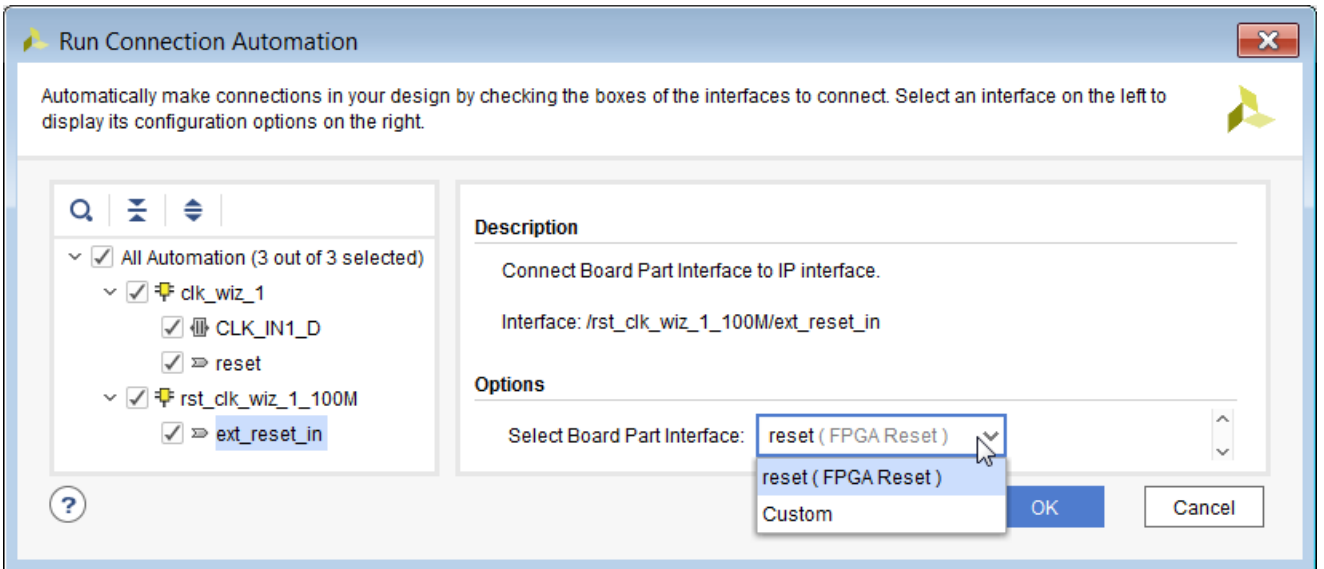 Run Connection Automation
Automatically make connections in your design by checking the boxes of the interfaces to connect. Select an interface on the left to
display its configuration options on the right.
All Automation (3 out of 3 selected)
clk_wiz_1
CLK_IN1_D
reset
rst_clk_wiz_1_100M
ext_reset_in
Description
Connect Board Part Interface to IP interface.
Interface: /rst_clk_wiz_1_100M/ext_reset_in
Options
Select Board Part Interface: reset ( FPGA Reset )
reset ( FPGA Reset )
Custom
?
OK
Cancel